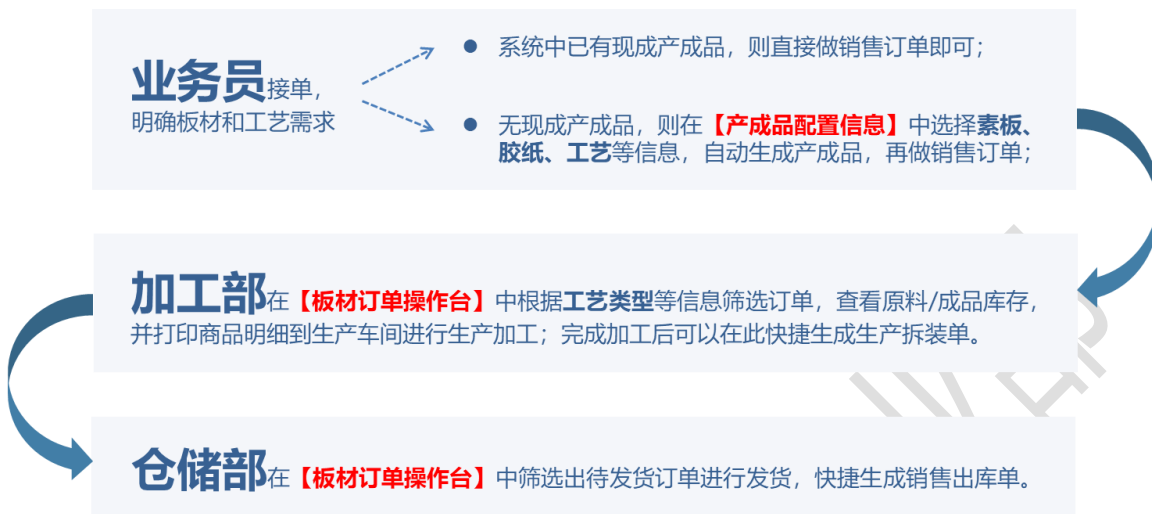 业务员接单，
明确板材和工艺需求
● 系统中已有现成产成品，则直接做销售订单即可；
● 无现成产成品，则在【产成品配置信息】中选择素板、
胶纸、工艺等信息，自动生成产成品，再做销售订单；
加工部在【板材订单操作台】中根据工艺类型等信息筛选订单，查看原料/成品库存，
并打印商品明细到生产车间进行生产加工；完成加工后可以在此快捷生成生产拆装单。
仓储部在【板材订单操作台】中筛选出待发货订单进行发货，快捷生成销售出库单。